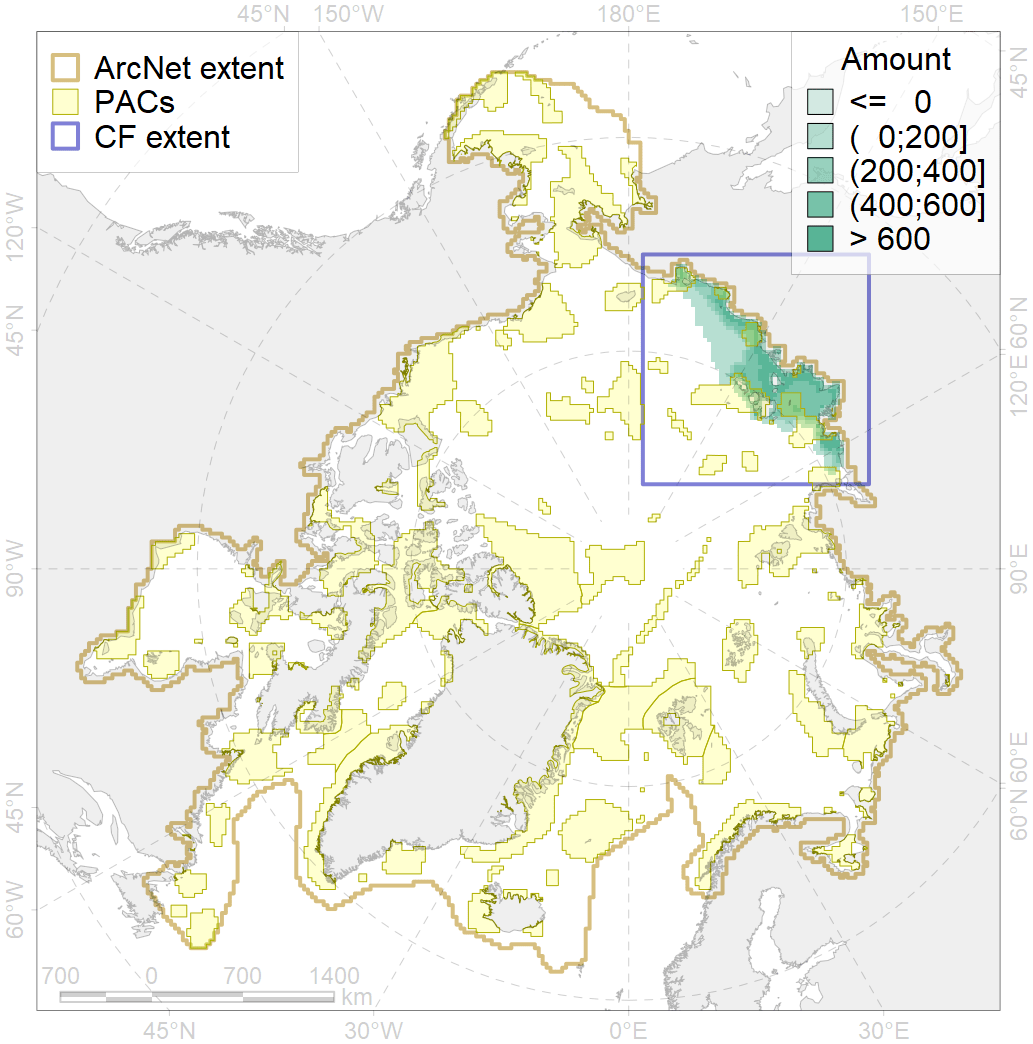 45°N 150°W 180°E 150°E
ArcNet extent
PACs
CF extent
Amount
<= 0
( 0;200]
(200;400]
(400;600]
> 600
45°N
120°W
45°N
90°W
45°N
60°W
60°N
120°E
90°E
60°E
60°N
700 0 700 1400
km
45°N 30°W 0°E 30°E